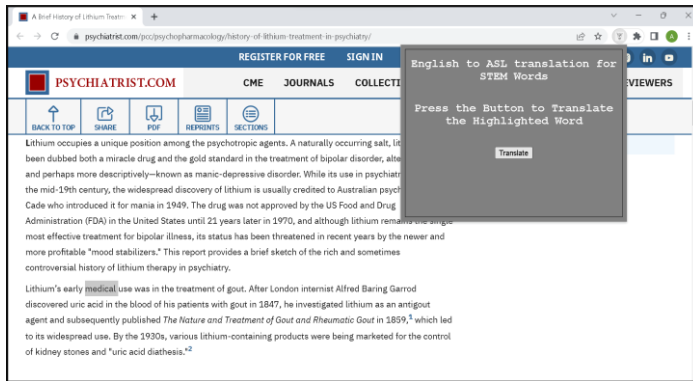 A Brief History of Lithium Treatm
psychiatrist.com/pcc/psychopharmacology/history-of-lithium-treatment-in-psychiatry/
REGISTER FOR FREE SIGN IN
in
PSYCHIATRIST.COM CME JOURNALS COLLECTI EVIEWERS
BACK TO TOP SHARE PDF REPRINTS SECTIONS
English to ASL translation for
STEM Words
Press the Button to Translate
the Highlighted Word
Translate
Lithium occupies a unique position among the psychotropic agents. A naturally occurring salt, lit
been dubbed both a miracle drug and the gold standard in the treatment of bipolar disorder, alte
and perhaps more descriptively—known as manic-depressive disorder. While its use in psychiatr
the mid-19th century, the widespread discovery of lithium is usually credited to Australian psych
Cade who introduced it for mania in 1949. The drug was not approved by the US Food and Drug
Administration (FDA) in the United States until 21 years later in 1970, and although lithium remains the single
most effective treatment for bipolar illness, its status has been threatened in recent years by the newer and
more profitable "mood stabilizers." This report provides a brief sketch of the rich and sometimes
controversial history of lithium therapy in psychiatry.
Lithium's early medical use was in the treatment of gout. After London internist Alfred Baring Garrod
discovered uric acid in the blood of his patients with gout in 1847, he investigated lithium as an antigout
agent and subsequently published The Nature and Treatment of Gout and Rheumatic Gout in 1859,1 which led
to its widespread use. By the 1930s, various lithium-containing products were being marketed for the control
of kidney stones and "uric acid diathesis."2